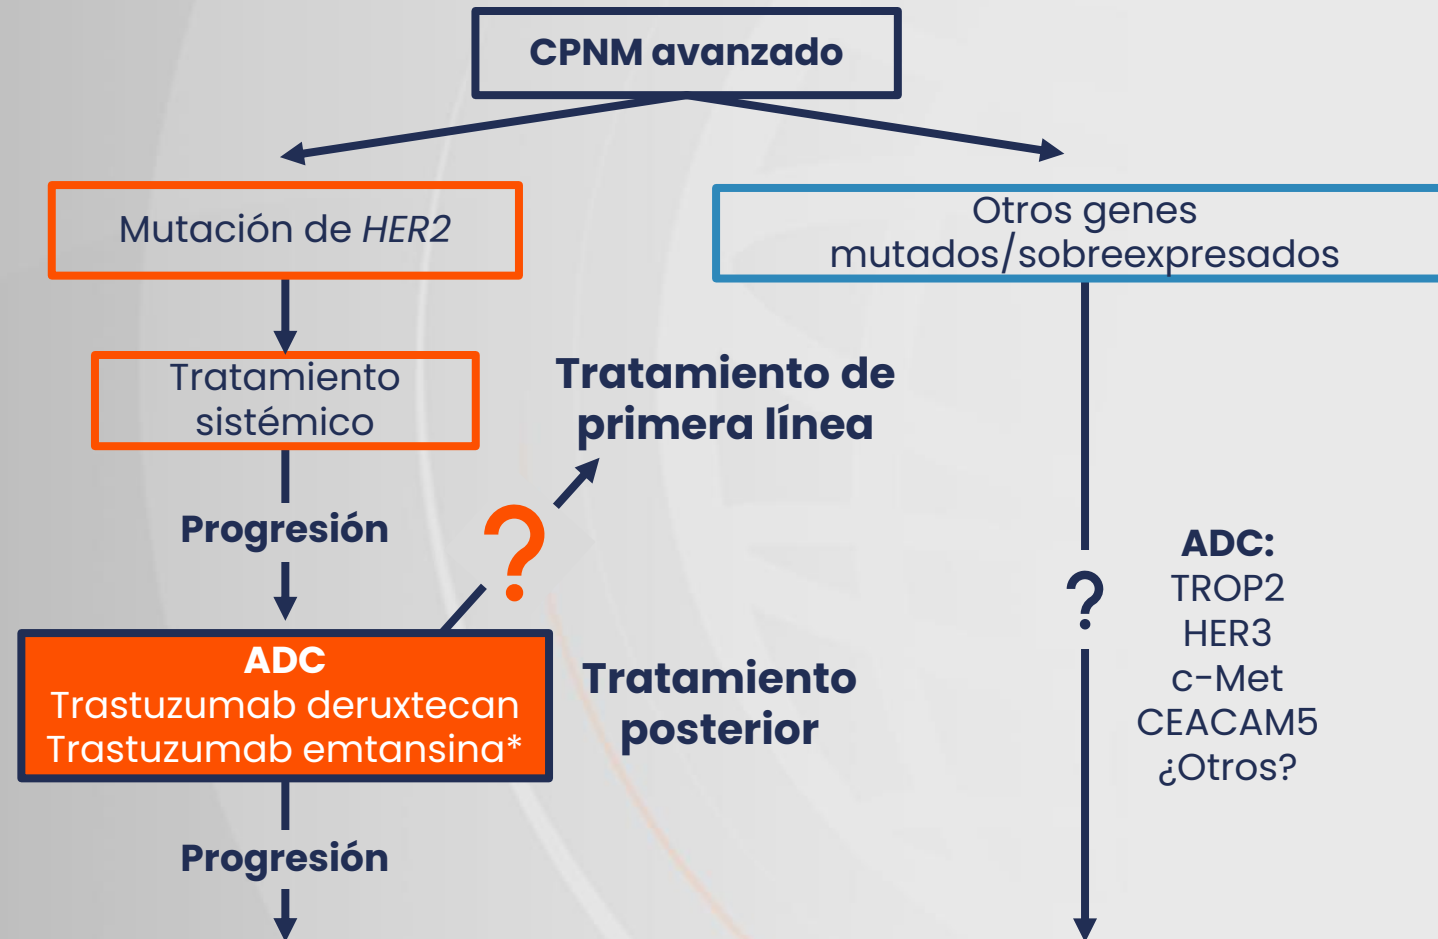 CPNM avanzado
Mutación de HER2
Otros genes
mutados/sobreexpresados
Tratamiento
sistémico
Tratamiento de
primera línea
Progresión
?
ADC
Trastuzumab deruxtecan
Trastuzumab emtansina*
Tratamiento
posterior
?
ADC:
TROP2
HER3
c-Met
CEACAM5
¿Otros?
Progresión